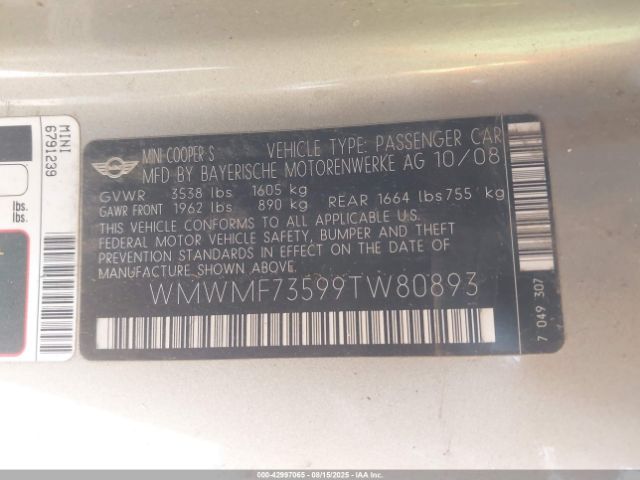 MINI COOPER S VEHICLE TYPE: PASSENGER CAR
MFD BY BAYERISCHE MOTORENWERKE AG 10/08
GVWR 3538 lbs 1605 kg
GAWR FRONT 1962 lbs 890 kg REAR 1664 lbs 755 kg
THIS VEHICLE CONFORMS TO ALL APPLICABLE U.S.
FEDERAL MOTOR VEHICLE SAFETY, BUMPER AND THEFT
PREVENTION STANDARDS IN EFFECT ON THE DATE OF
MANUFACTURE SHOWN ABOVE.
WMWMF73599TW80893
7 049 307
MINI
6791239
lbs.
lbs.
00-42997065 - 08/15/2025 - COPART